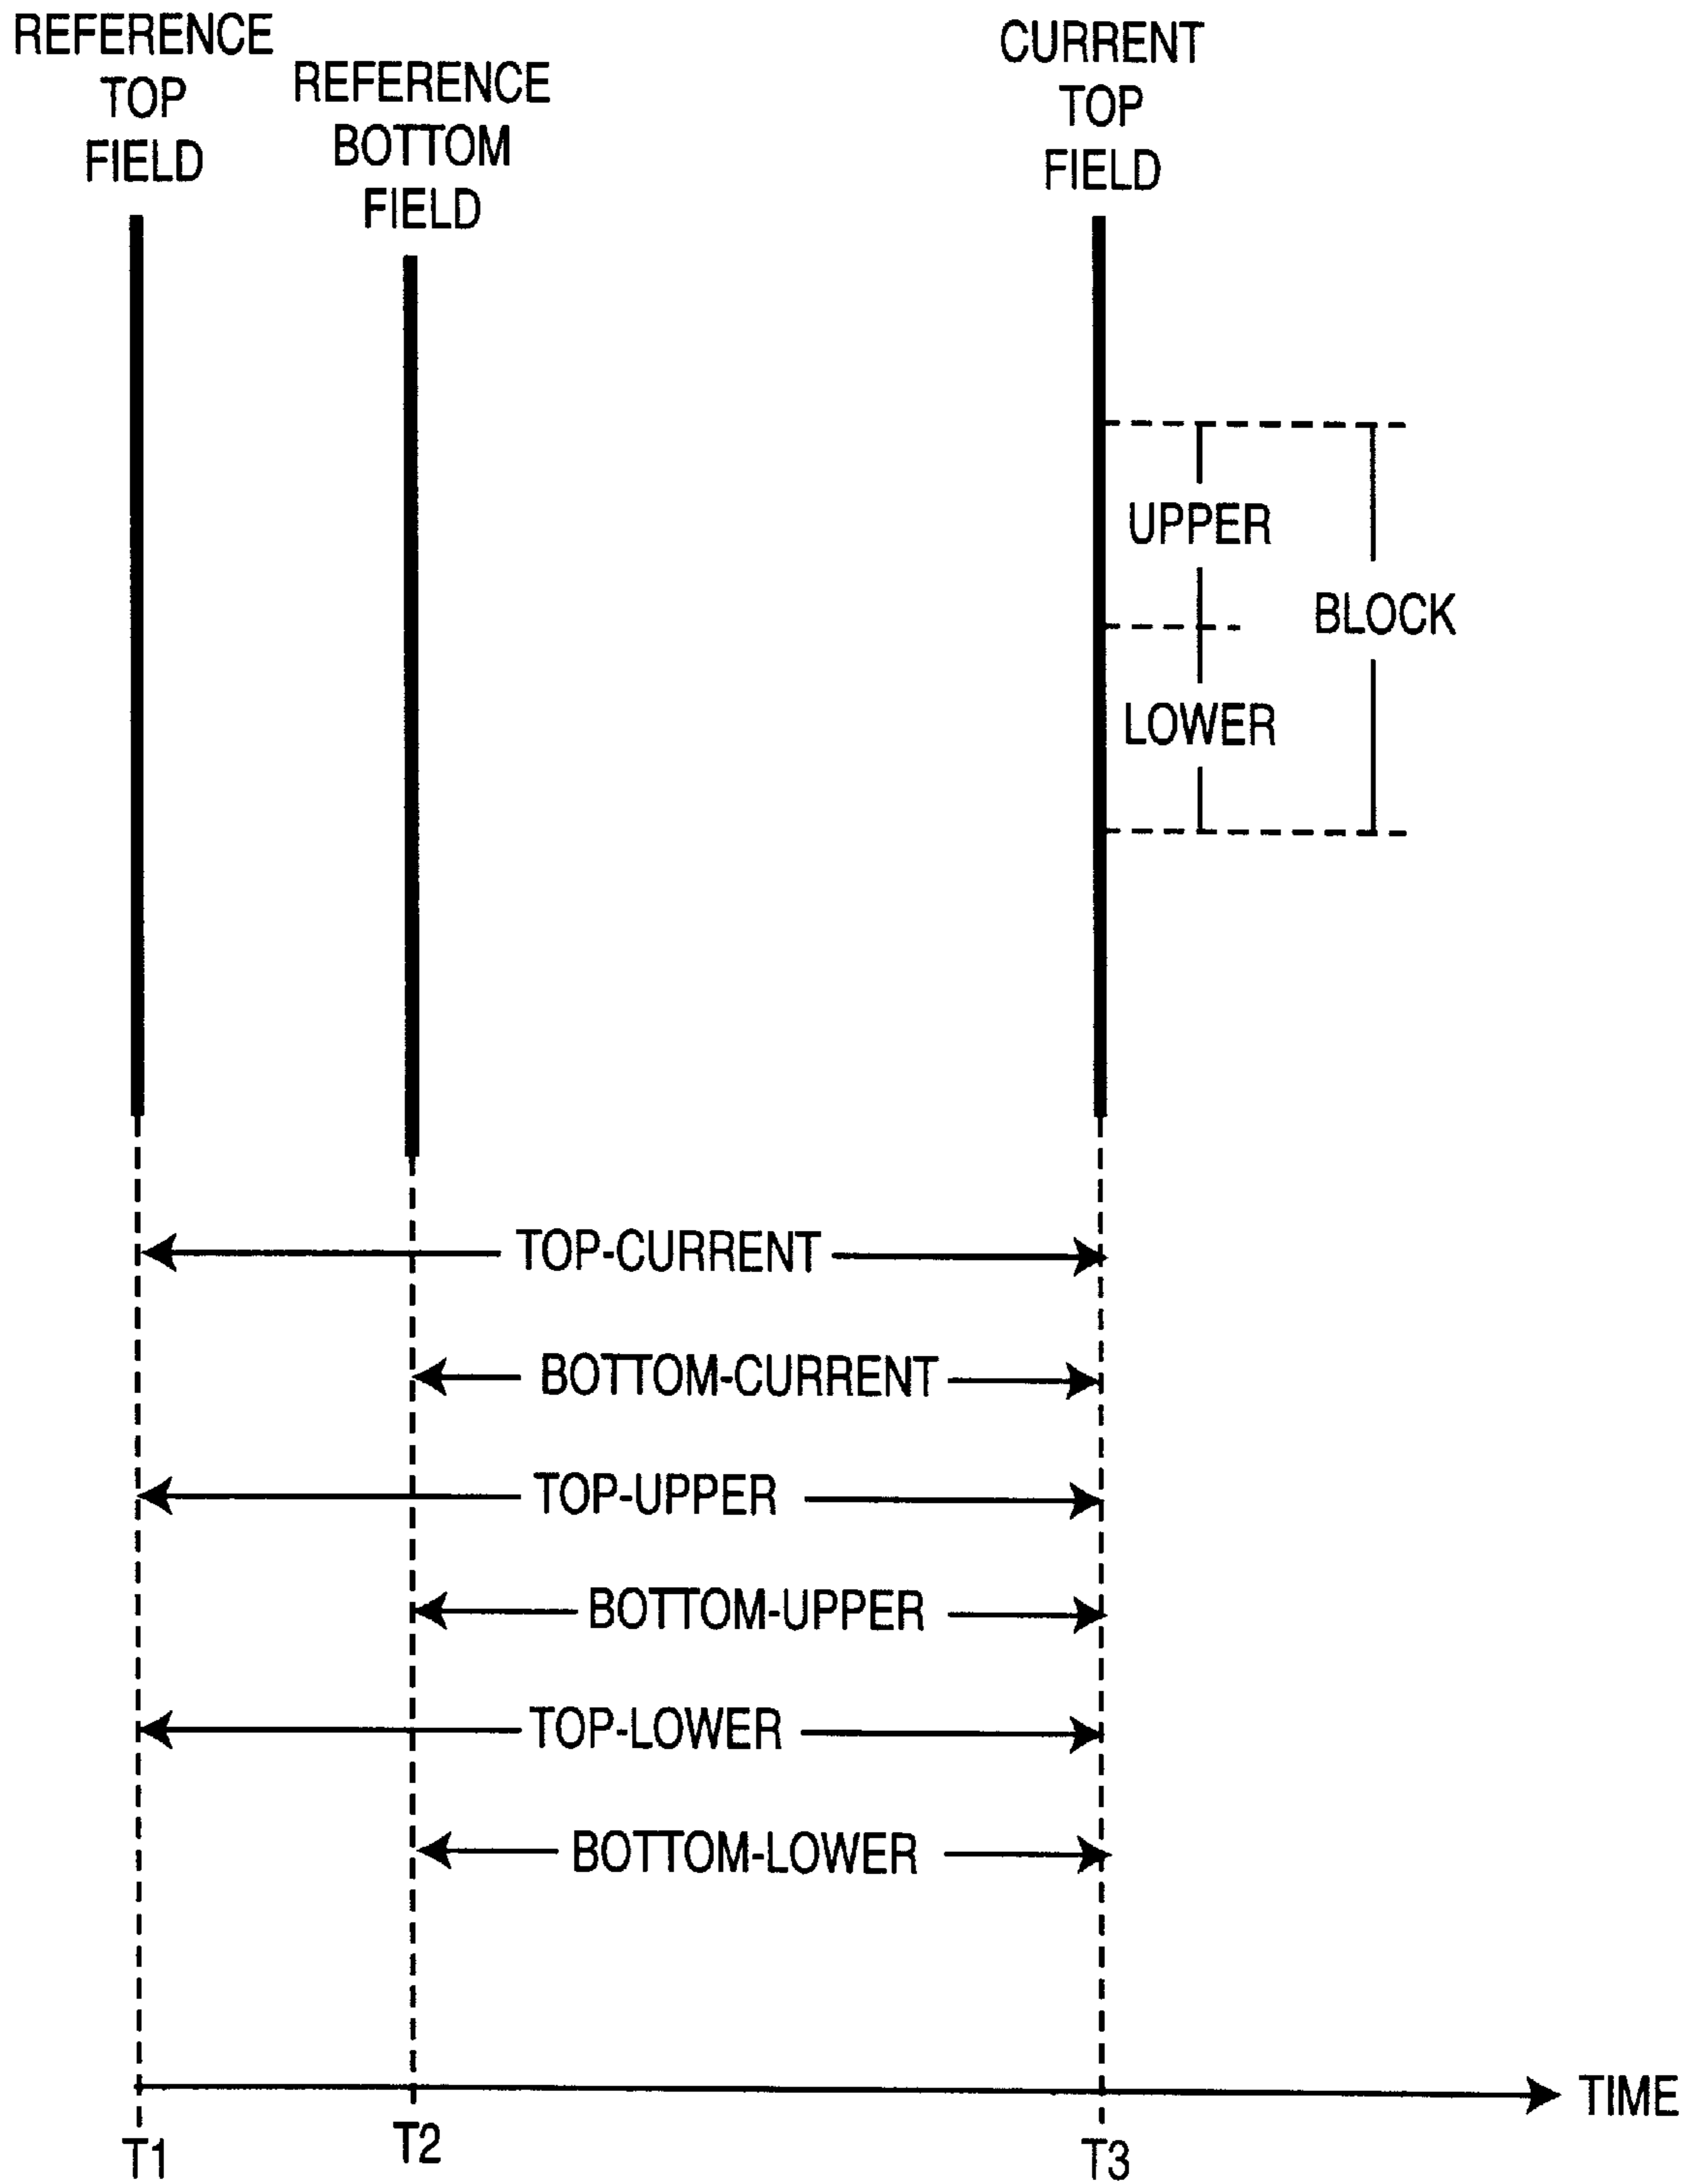 REFERENCE
TOP
FIELD
REFERENCE
BOTTOM
FIELD
CURRENT
TOP
FIELD
UPPER
BLOCK
LOWER
TOP-CURRENT
BOTTOM-CURRENT
TOP-UPPER
BOTTOM-UPPER
TOP-LOWER
BOTTOM-LOWER
TIME
T1
T2
T3